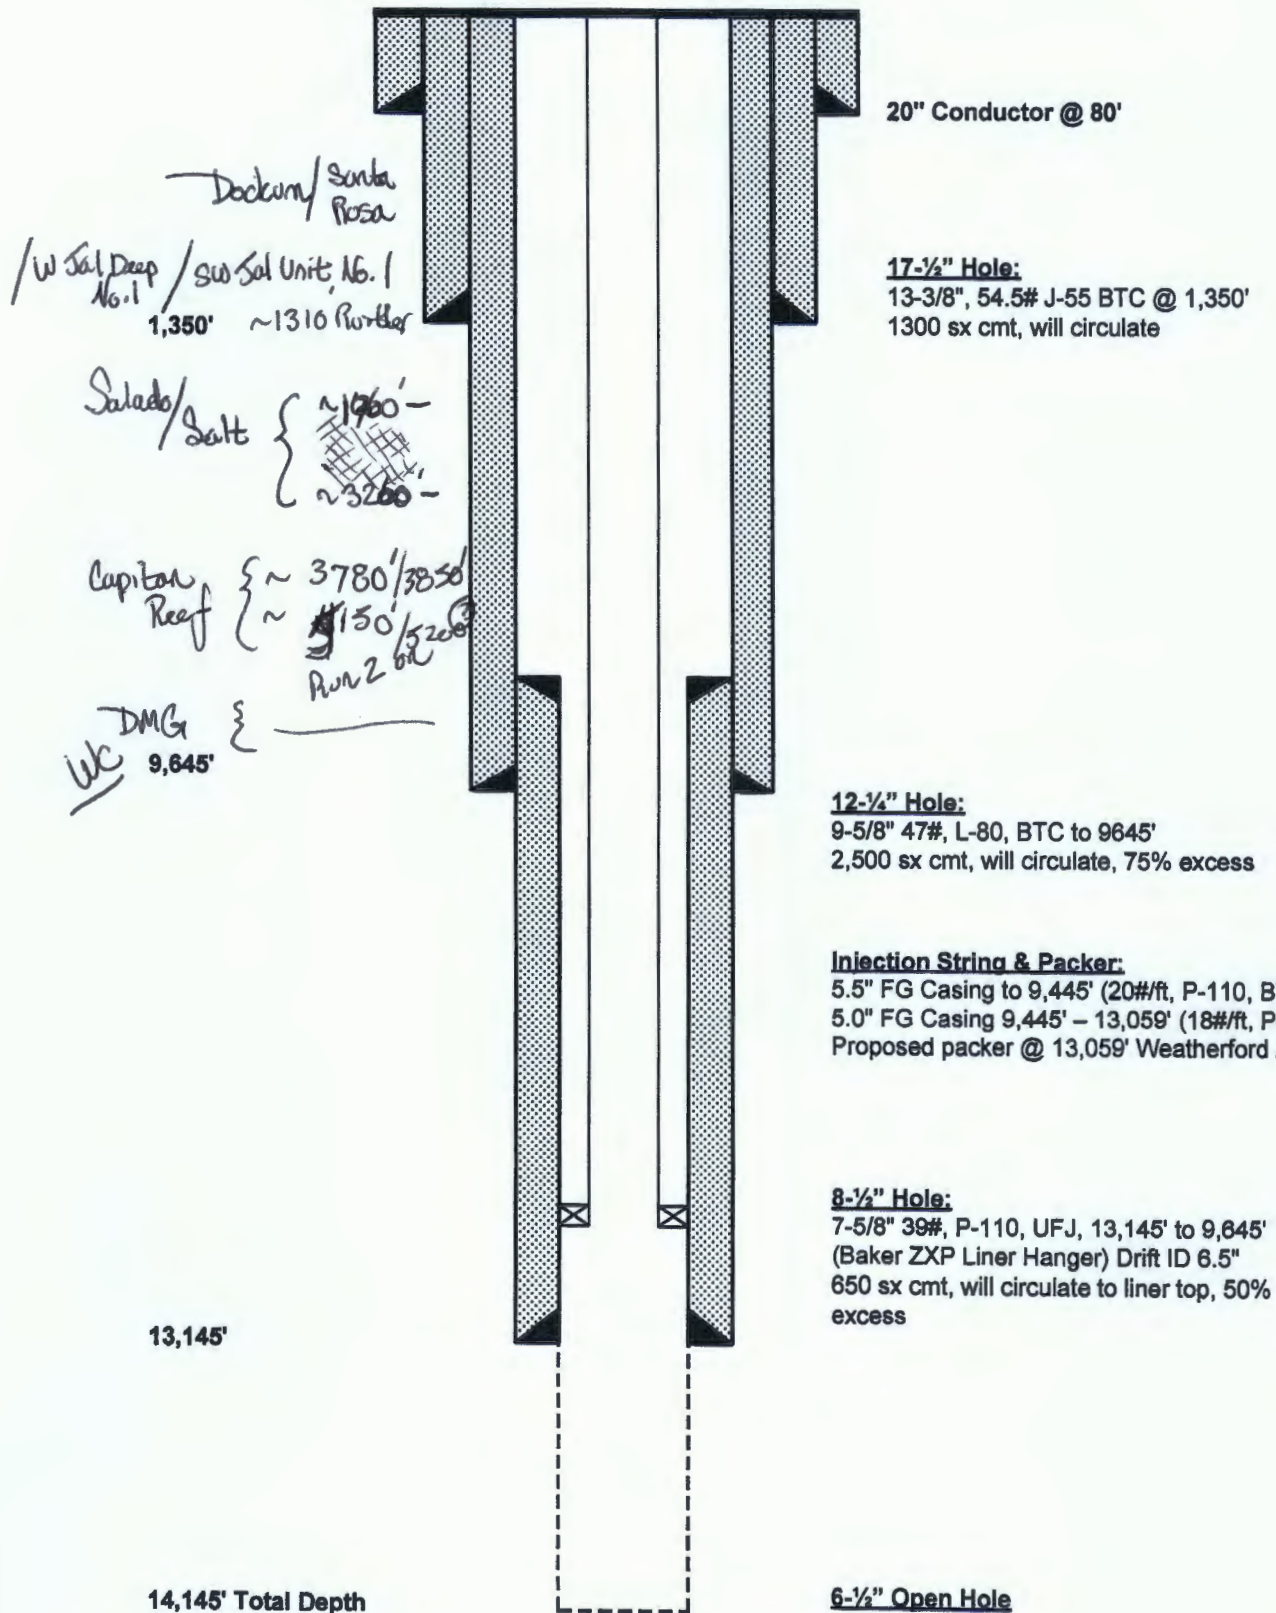 20" Conductor @ 80'
Dockum/Santa
Rosa
/W Jal Deep / SW Jal Unit, No. 1
No.1
1,350' ~1310' Rustler
17-½" Hole:
13-3/8", 54.5# J-55 BTC @ 1,350'
1300 sx cmt, will circulate
Salado/Salt { ~1960' –
~3260' –
Capitan { ~ 3780'/3850'
Reef ~ 5150'/5200'
Run 2 on
DMG {
WC 9,645'
12-¼" Hole:
9-5/8" 47#, L-80, BTC to 9645'
2,500 sx cmt, will circulate, 75% excess
Injection String & Packer:
5.5" FG Casing to 9,445' (20#/ft, P-110, B
5.0" FG Casing 9,445' – 13,059' (18#/ft, P
Proposed packer @ 13,059' Weatherford
8-½" Hole:
7-5/8" 39#, P-110, UFJ, 13,145' to 9,645'
(Baker ZXP Liner Hanger) Drift ID 6.5"
650 sx cmt, will circulate to liner top, 50%
excess
13,145'
14,145' Total Depth
6-½" Open Hole